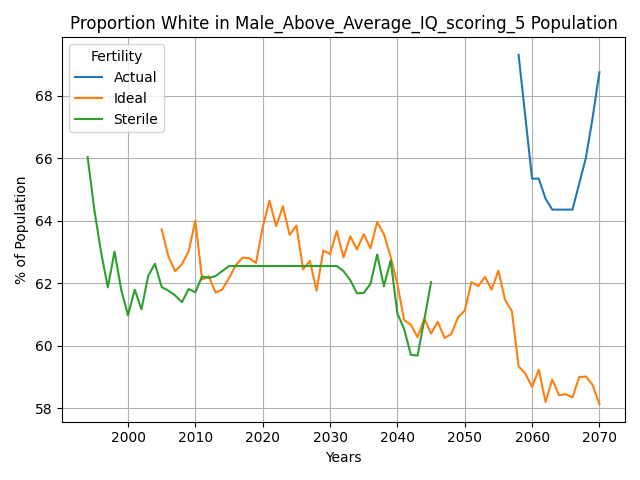 Proportion White in Male_Above_Average_IQ_scoring_5 Population
Fertility
Actual
Ideal
Sterile
% of Population
68
66
64
62
60
58
2000 2010 2020 2030 2040 2050 2060 2070
Years